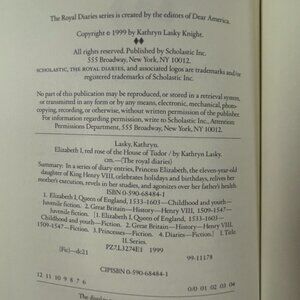 The Royal Diaries series is created by the editors of Dear America.
Copyright © 1999 by Kathryn Lasky Knight.
All rights reserved. Published by Scholastic Inc.
555 Broadway, New York, NY 10012.
SCHOLASTIC, THE ROYAL DIARIES, and associated logos are trademarks and/or
registered trademarks of Scholastic Inc.
No part of this publication may be reproduced, or stored in a retrieval system,
or transmitted in any form or by any means, electronic, mechanical, photo-
copying, recording, or otherwise, without written permission of the publisher.
For information regarding permission, write to Scholastic Inc., Attention:
Permissions Department, 555 Broadway, New York, NY 10012.
Lasky, Kathryn.
Elizabeth I, red rose of the House of Tudor / by Kathryn Lasky.
cm.—(The royal diaries)
Summary: In a series of diary entries, Princess Elizabeth, the eleven-year-old
daughter of King Henry VIII, celebrates holidays and birthdays, relives her
mother's execution, revels in her studies, and agonizes over her father's health.
ISBN 0-590-68484-1
1. Elizabeth I, Queen of England, 1533–1603—Childhood and youth—
Juvenile fiction. 2. Great Britain—History—Henry VIII, 1509–1547—
Juvenile fiction. [1. Elizabeth I, Queen of England, 1533–1603—
Childhood and youth—Fiction. 2. Great Britain—History—Henry VIII, 1509–1547—
Fiction. 3. Princesses—Fiction. 4. Diaries—Fiction.] I. Title
II. Series.
PZ7.L3274E1 1999
[Fic]—dc21 99-11178
CIP
ISBN 0-590-68484-1
12 11 10 9 8 7 6 0/0 01 02 03 04
The display